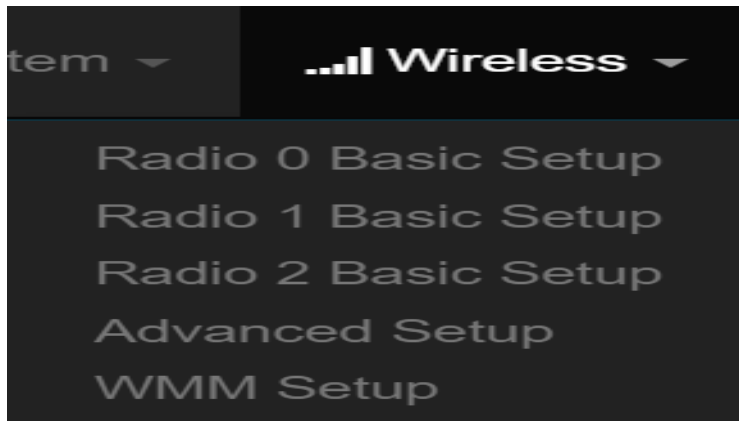 tem Wireless
Radio 0 Basic Setup
Radio 1 Basic Setup
Radio 2 Basic Setup
Advanced Setup
WMM Setup